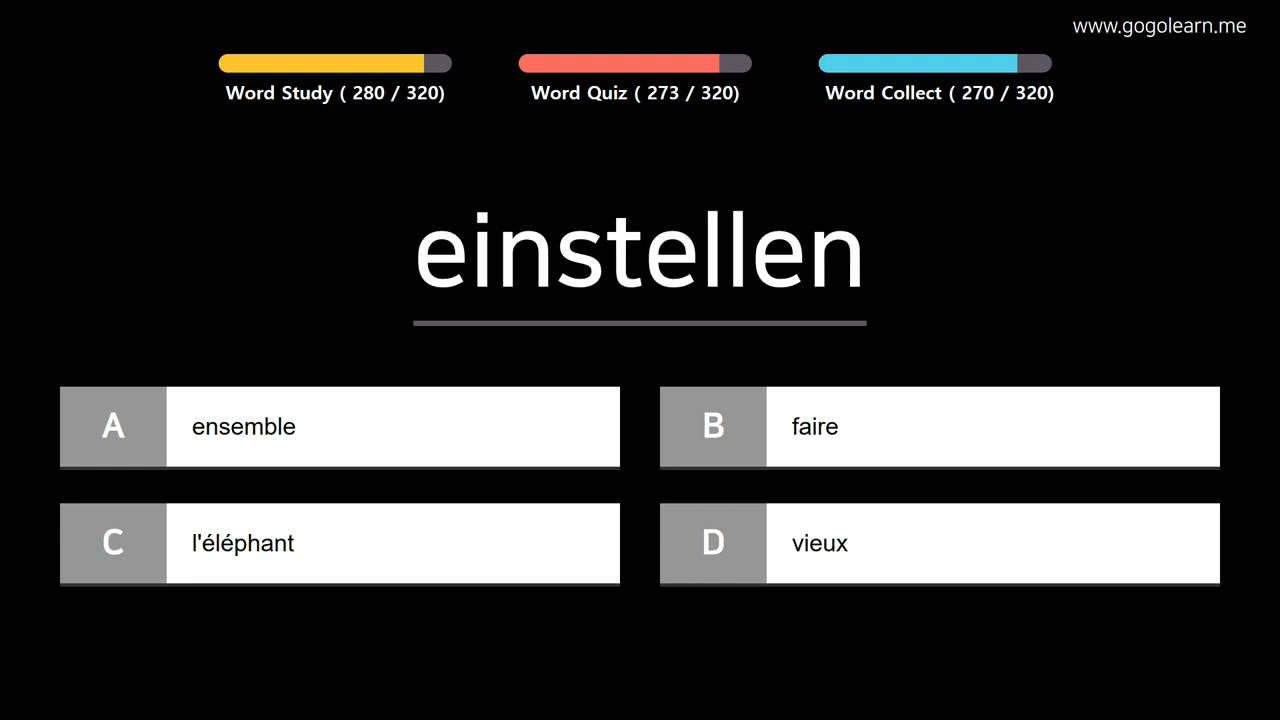 www.gogolearn.me
Word Study ( 280 / 320)
Word Quiz ( 273 / 320)
Word Collect ( 270 / 320)
einstellen
A ensemble
B faire
C l'éléphant
D vieux